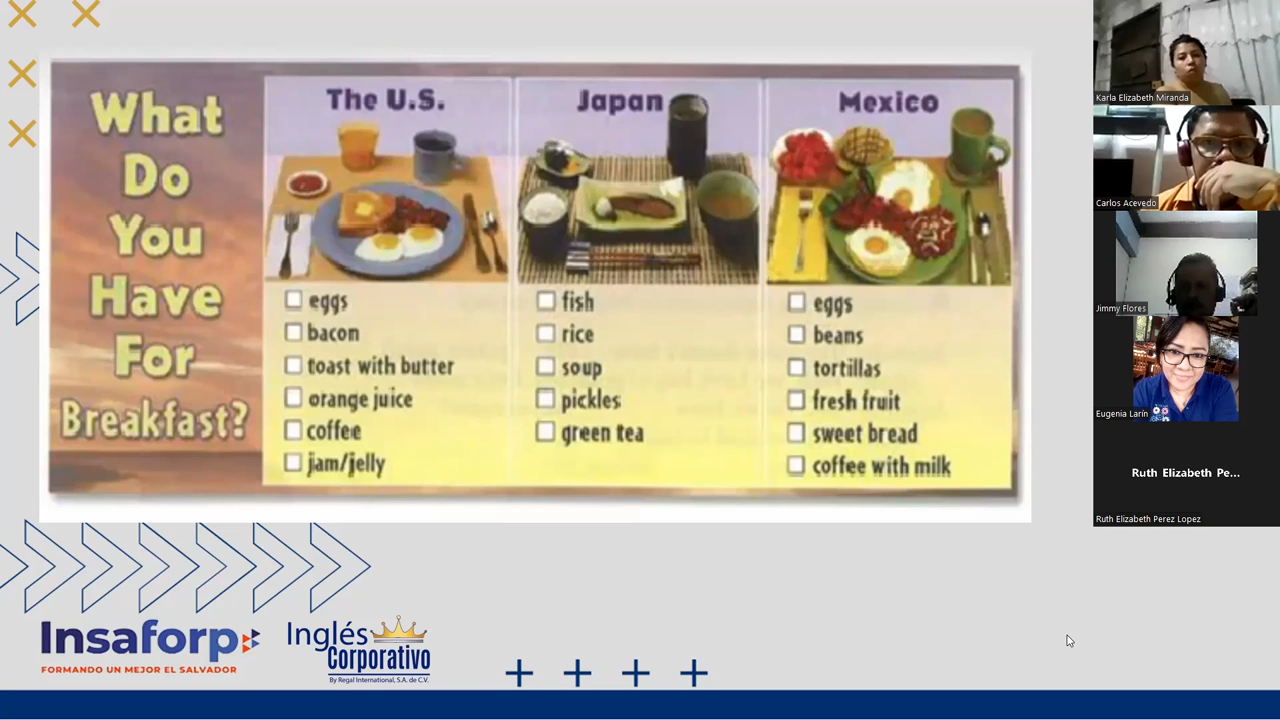 What
Do
You
Have
For
Breakfast?
The U.S.
eggs
bacon
toast with butter
orange juice
coffee
jam/jelly
Japan
fish
rice
soup
pickles
green tea
Mexico
eggs
beans
tortillas
fresh fruit
sweet bread
coffee with milk
Insaforp
FORMANDO UN MEJOR EL SALVADOR
Inglés
Corporativo
By Regal International, S.A. de C.V.
Karla Elizabeth Miranda
Carlos Acevedo
Jimmy Flores
Eugenia Larín
Ruth Elizabeth Pe...
Ruth Elizabeth Perez Lopez